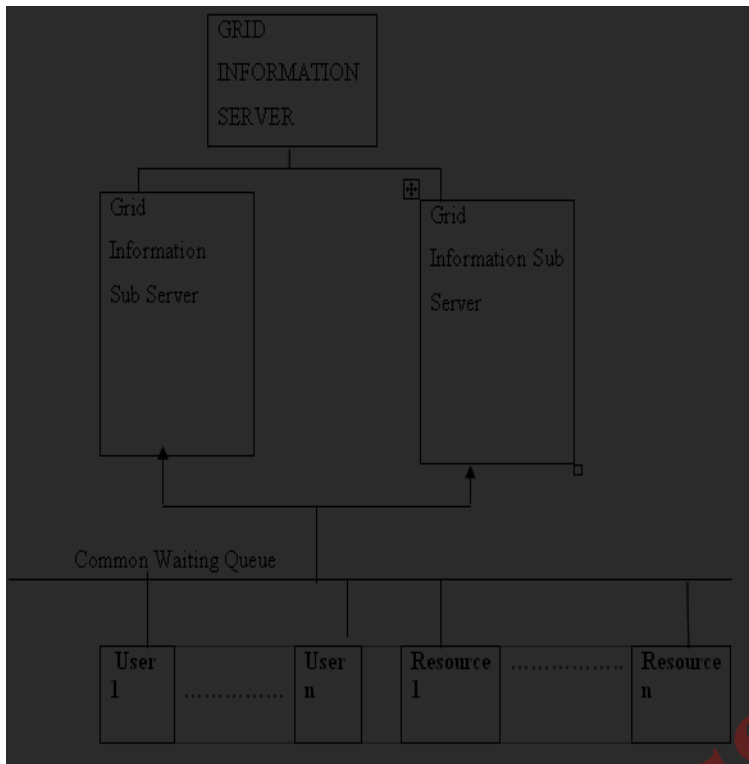 GRID
INFORMATION
SERVER
Grid
Information
Sub Server
Grid
Information Sub
Server
Common Waiting Queue
User
1
……………
User
n
Resource
1
……………..
Resource
n